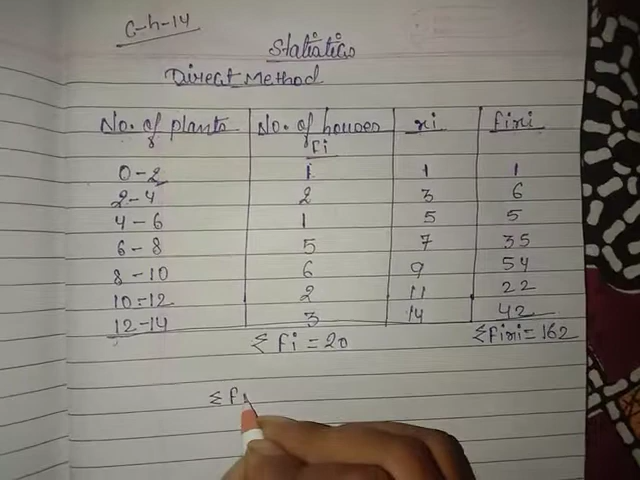 C-h-14
Statistics
Direct Method
No. of plants No. of houses xi fixi
fi
0-2 1 1 1
2-4 2 3 6
4-6 1 5 5
6-8 5 7 35
8-10 6 9 54
10-12 2 11 22
12-14 3 14 42
Σfi = 20 Σfixi = 162
Σf